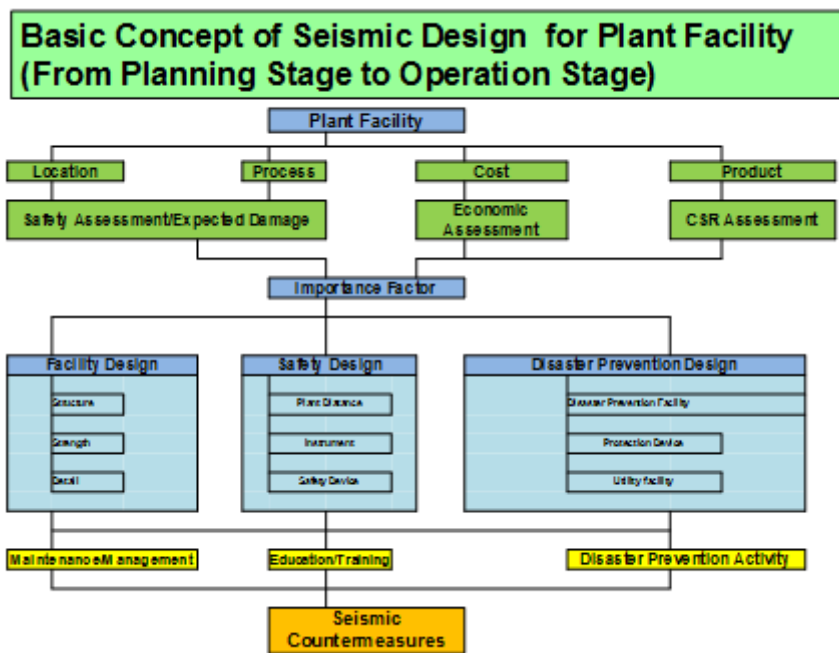 Basic Concept of Seismic Design for Plant Facility
(From Planning Stage to Operation Stage)
Plant Facility
Location
Process
Cost
Product
Safety Assessment/Expected Damage
Economic
Assessment
CSR Assessment
Importance Factor
Facility Design
Safety Design
Disaster Prevention Design
Structure
Plant Distance
Disaster Prevention Facility
Strength
Instrument
Protection Device
Detail
Safety Device
Utility facility
Maintenance/Management
Education/Training
Disaster Prevention Activity
Seismic
Countermeasures